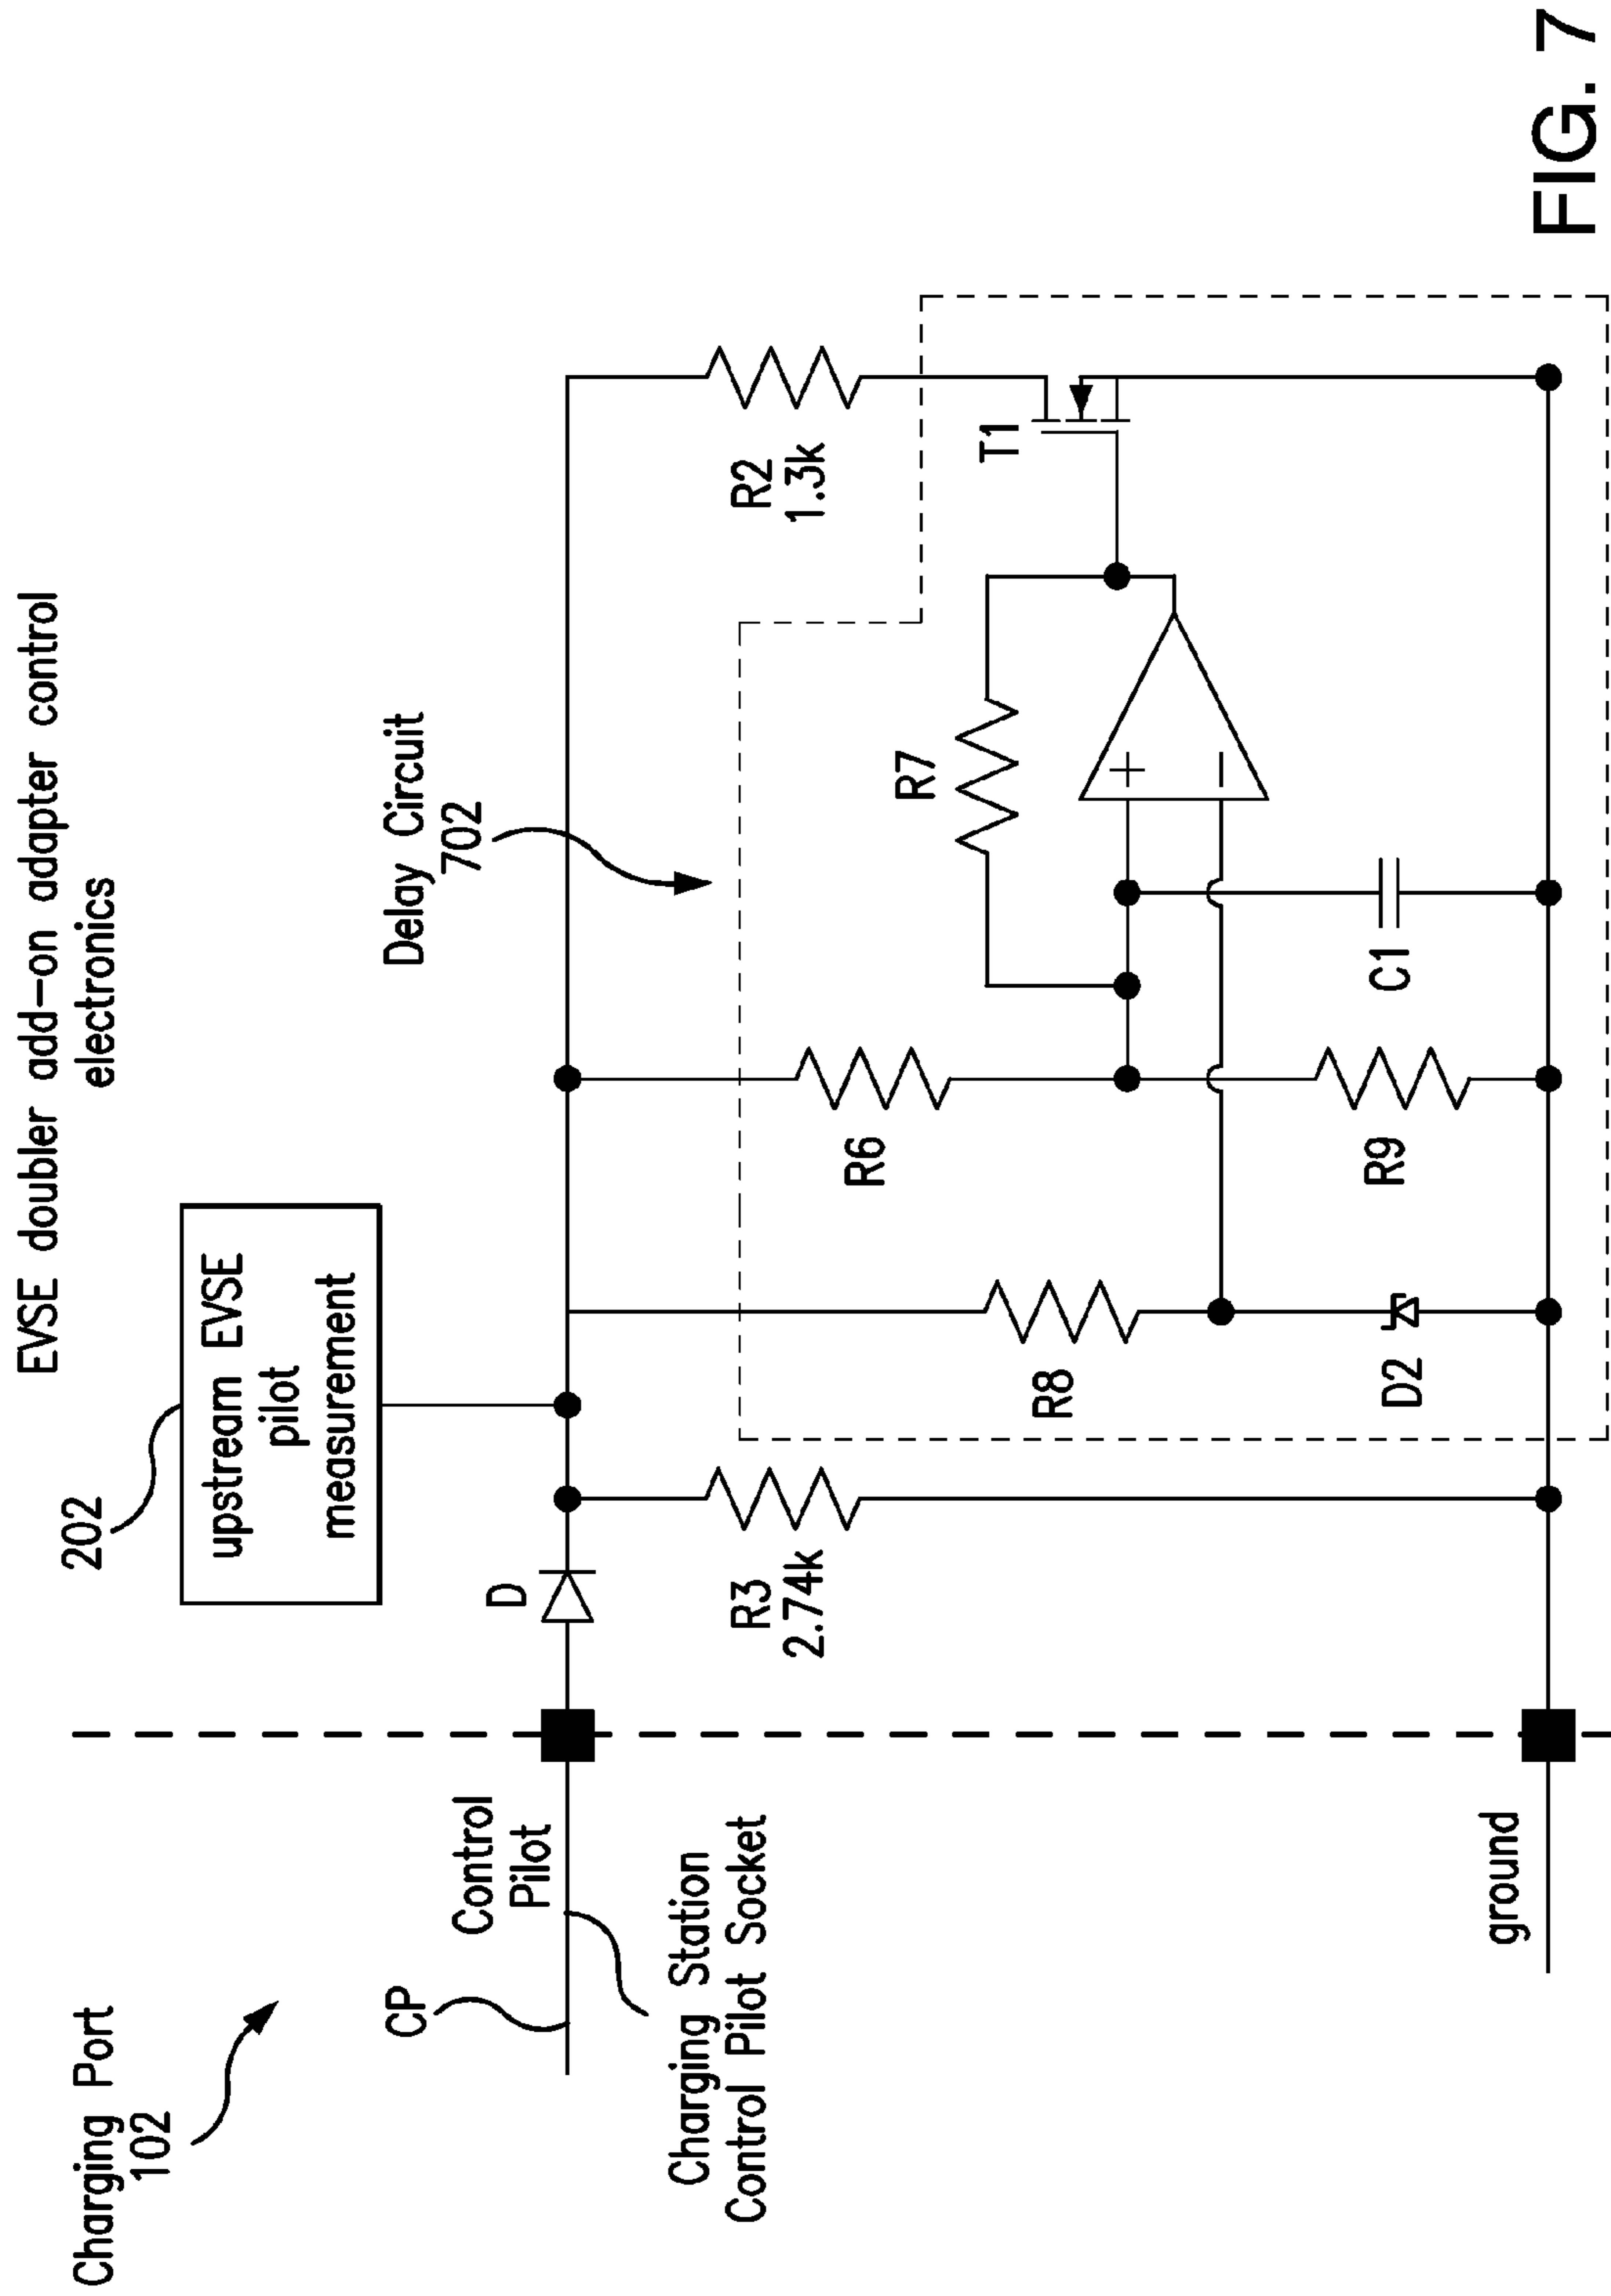 EVSE doubler add-on adapter control
electronics
Charging Port
102
202
upstream EVSE
pilot
measurement
Delay Circuit
702
CP
Control
Pilot
Charging Station
Control Pilot Socket
D
R3
2.74k
R8
D2
R6
R9
R7
+
−
C1
R2
1.3k
T1
ground
FIG. 7